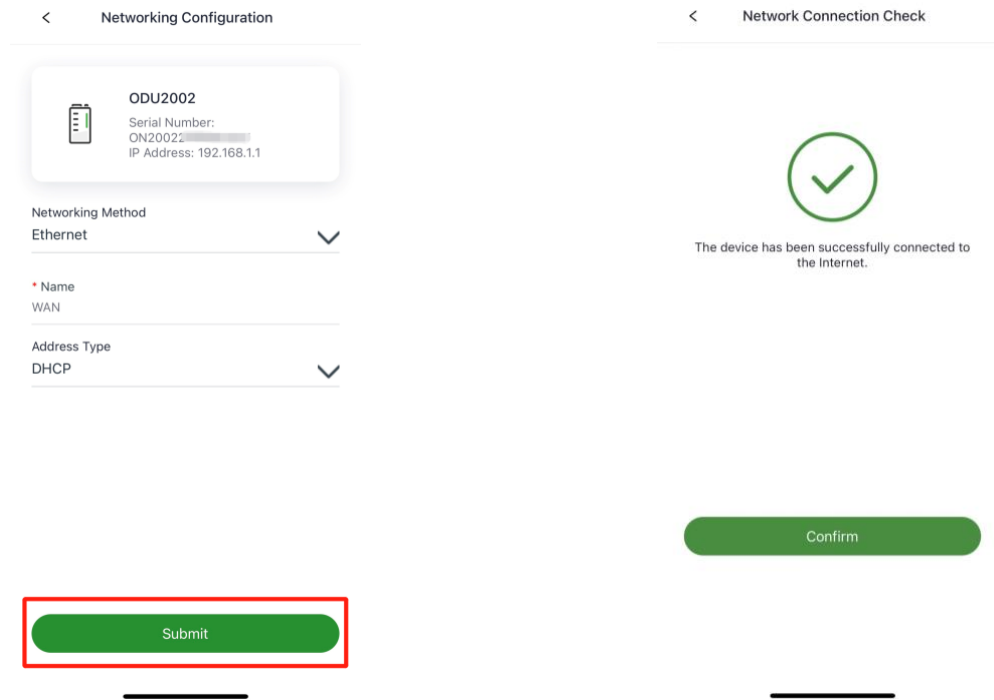 Networking Configuration
ODU2002
Serial Number:
ON20022
IP Address: 192.168.1.1
Networking Method
Ethernet
* Name
WAN
Address Type
DHCP
Submit
Network Connection Check
The device has been successfully connected to
the Internet.
Confirm